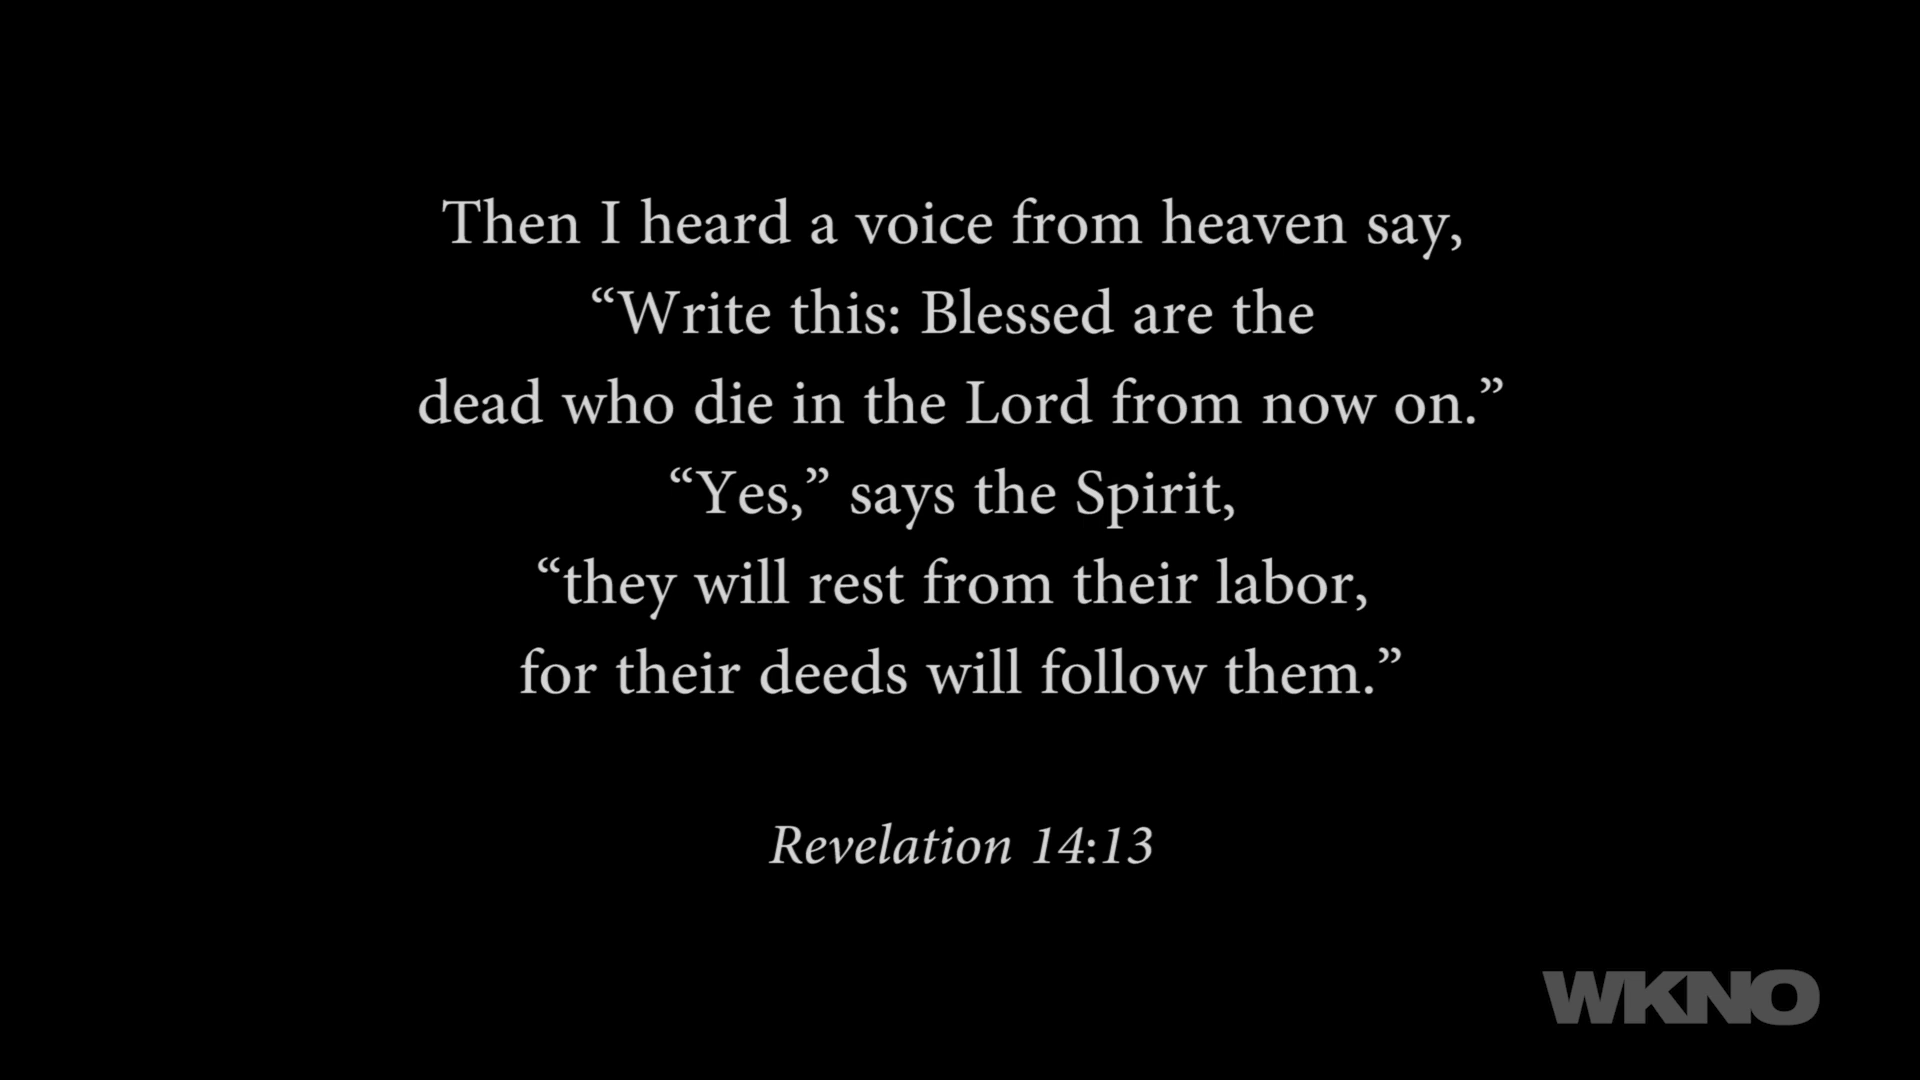 Then I heard a voice from heaven say,
“Write this: Blessed are the
dead who die in the Lord from now on.”
“Yes,” says the Spirit,
“they will rest from their labor,
for their deeds will follow them.”
Revelation 14:13
WKNO